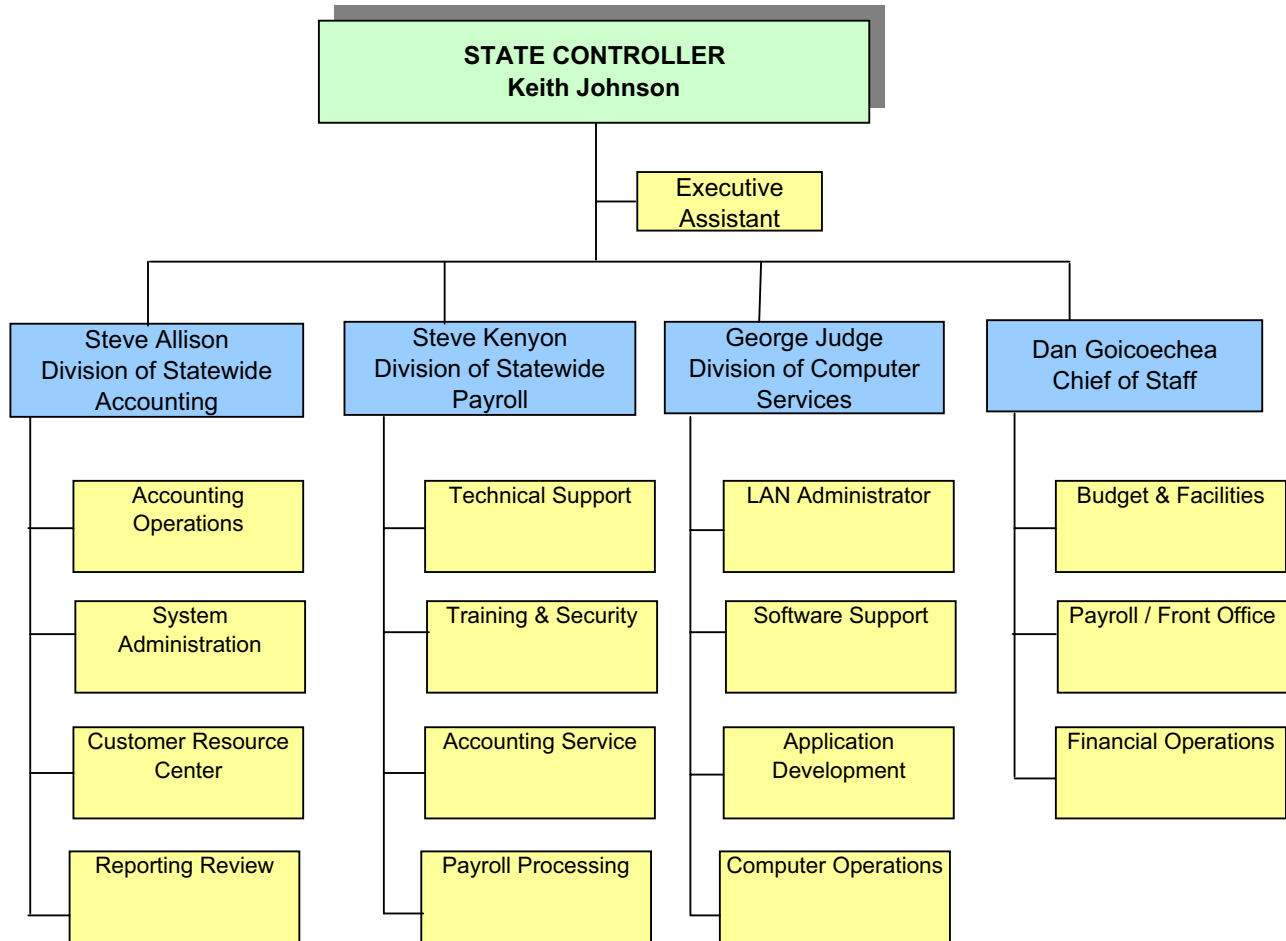 STATE CONTROLLER
Keith Johnson
Executive
Assistant
Steve Allison
Division of Statewide
Accounting
Steve Kenyon
Division of Statewide
Payroll
George Judge
Division of Computer
Services
Dan Goicoechea
Chief of Staff
Accounting
Operations
Technical Support
LAN Administrator
Budget & Facilities
System
Administration
Training & Security
Software Support
Payroll / Front Office
Customer Resource
Center
Accounting Service
Application
Development
Financial Operations
Reporting Review
Payroll Processing
Computer Operations